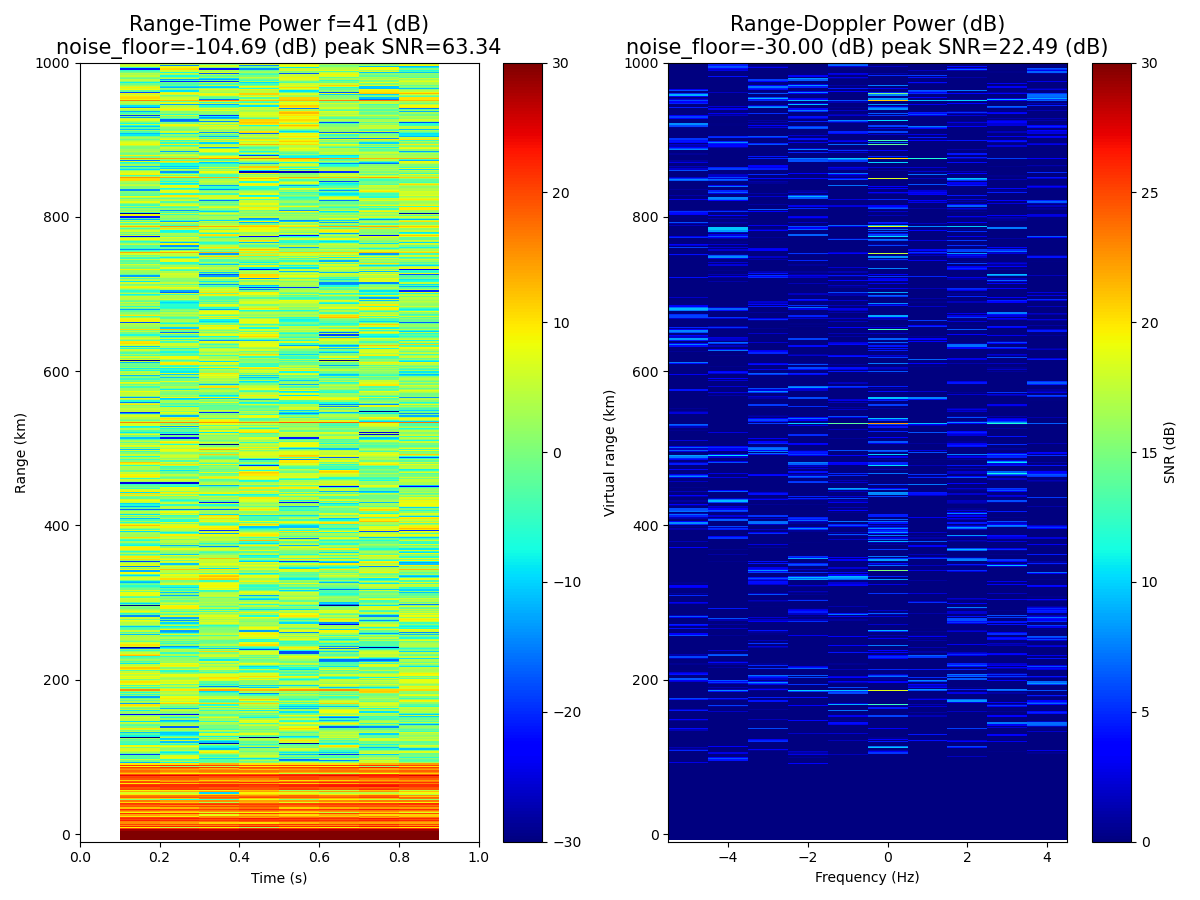 Range-Time Power f=41 (dB)
noise_floor=-104.69 (dB) peak SNR=63.34
1000
800
600
400
200
0
Range (km)
0.0 0.2 0.4 0.6 0.8 1.0
Time (s)
30
20
10
0
−10
−20
−30
Range-Doppler Power (dB)
noise_floor=-30.00 (dB) peak SNR=22.49 (dB)
1000
800
600
400
200
0
Virtual range (km)
−4 −2 0 2 4
Frequency (Hz)
30
25
20
15
10
5
0
SNR (dB)